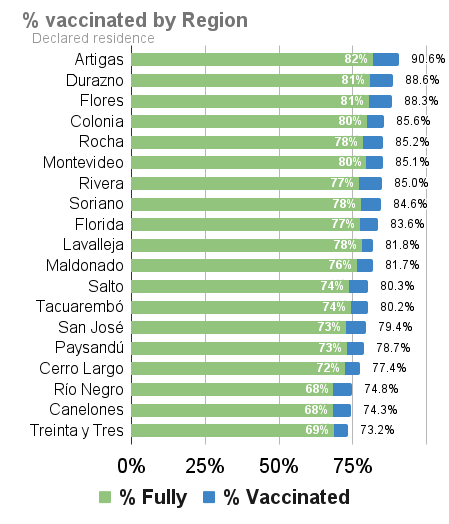 % vaccinated by Region
Declared residence
Artigas 82% 90.6%
Durazno 81% 88.6%
Flores 81% 88.3%
Colonia 80% 85.6%
Rocha 78% 85.2%
Montevideo 80% 85.1%
Rivera 77% 85.0%
Soriano 78% 84.6%
Florida 77% 83.6%
Lavalleja 78% 81.8%
Maldonado 76% 81.7%
Salto 74% 80.3%
Tacuarembó 74% 80.2%
San José 73% 79.4%
Paysandú 73% 78.7%
Cerro Largo 72% 77.4%
Río Negro 68% 74.8%
Canelones 68% 74.3%
Treinta y Tres 69% 73.2%
0% 25% 50% 75%
% Fully % Vaccinated